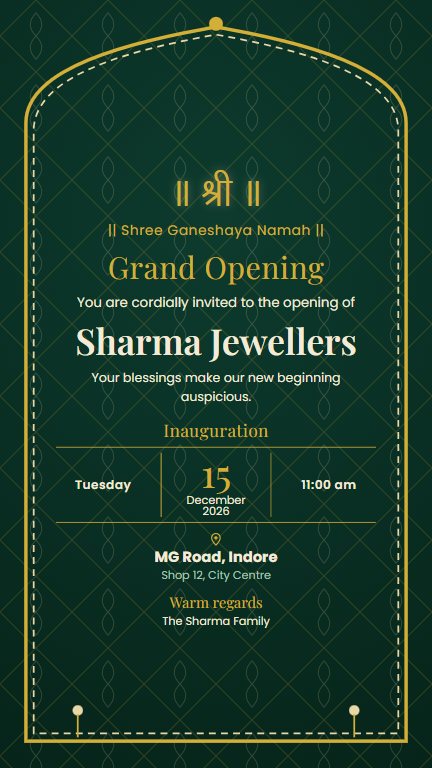 ॥ श्री ॥
|| Shree Ganeshaya Namah ||
Grand Opening
You are cordially invited to the opening of
Sharma Jewellers
Your blessings make our new beginning
auspicious.
Inauguration
Tuesday
15
December
2026
11:00 am
MG Road, Indore
Shop 12, City Centre
Warm regards
The Sharma Family